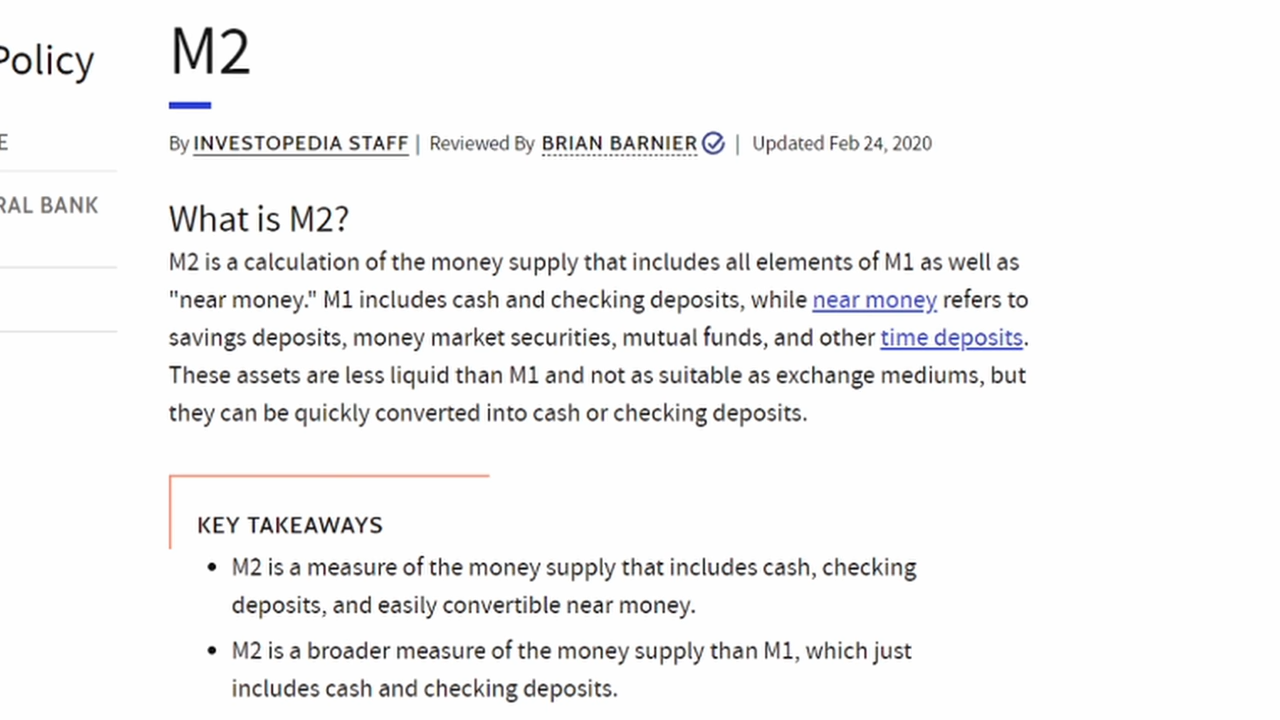 Policy
E
RAL BANK
M2
By INVESTOPEDIA STAFF | Reviewed By BRIAN BARNIER | Updated Feb 24, 2020
What is M2?
M2 is a calculation of the money supply that includes all elements of M1 as well as
"near money." M1 includes cash and checking deposits, while near money refers to
savings deposits, money market securities, mutual funds, and other time deposits.
These assets are less liquid than M1 and not as suitable as exchange mediums, but
they can be quickly converted into cash or checking deposits.
KEY TAKEAWAYS
• M2 is a measure of the money supply that includes cash, checking
deposits, and easily convertible near money.
• M2 is a broader measure of the money supply than M1, which just
includes cash and checking deposits.